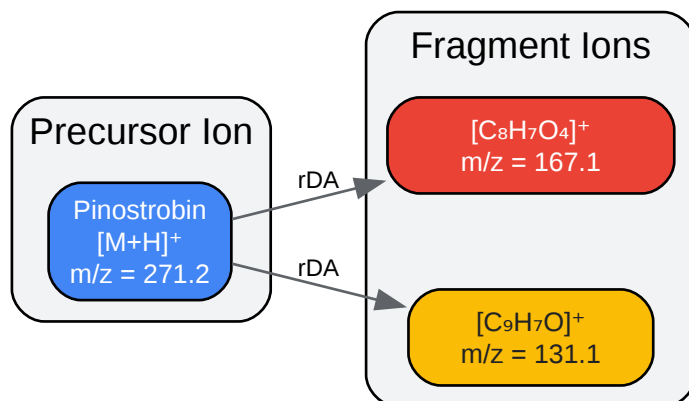 Precursor Ion
Pinostrobin
[M+H]⁺
m/z = 271.2
rDA
rDA
Fragment Ions
[C₈H₇O₄]⁺
m/z = 167.1
[C₉H₇O]⁺
m/z = 131.1